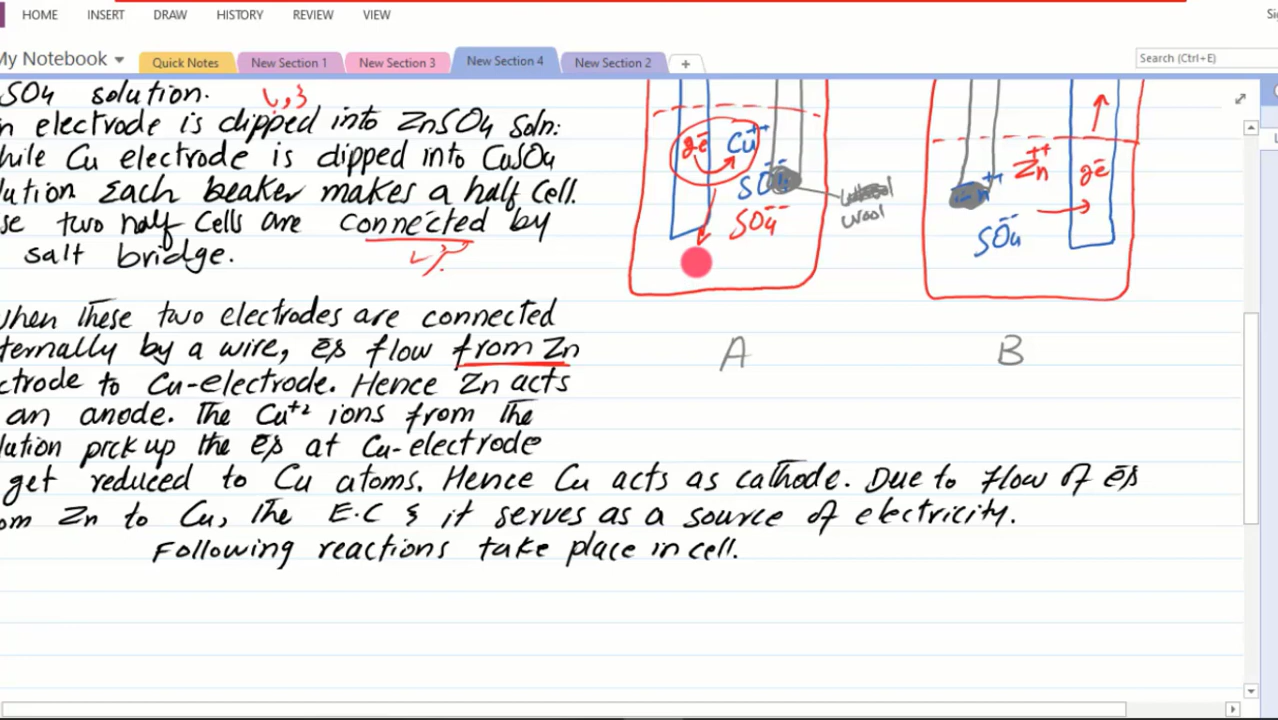 HOME INSERT DRAW HISTORY REVIEW VIEW
My Notebook Quick Notes New Section 1 New Section 3 New Section 4 New Section 2 +
Search (Ctrl+E)
SO4 solution.
n electrode is dipped into ZnSO4 Soln:
hile Cu electrode is dipped into CuSO4
lution Each beaker makes a half cell.
se two half Cells are connected by
salt bridge.
When These two electrodes are connected
ternally by a wire, ēs flow from Zn
ctrode to Cu-electrode. Hence Zn acts
an anode. The Cu+2 ions from the
lution pick up the ēs at Cu-electrode
get reduced to Cu atoms. Hence Cu acts as cathode. Due to flow of ēs
om Zn to Cu, The E.C & it serves as a source of electricity.
Following reactions take place in cell.
2ē Cu++
SO4--
SO4--
wool
A
Zn++
2ē
SO4--
B